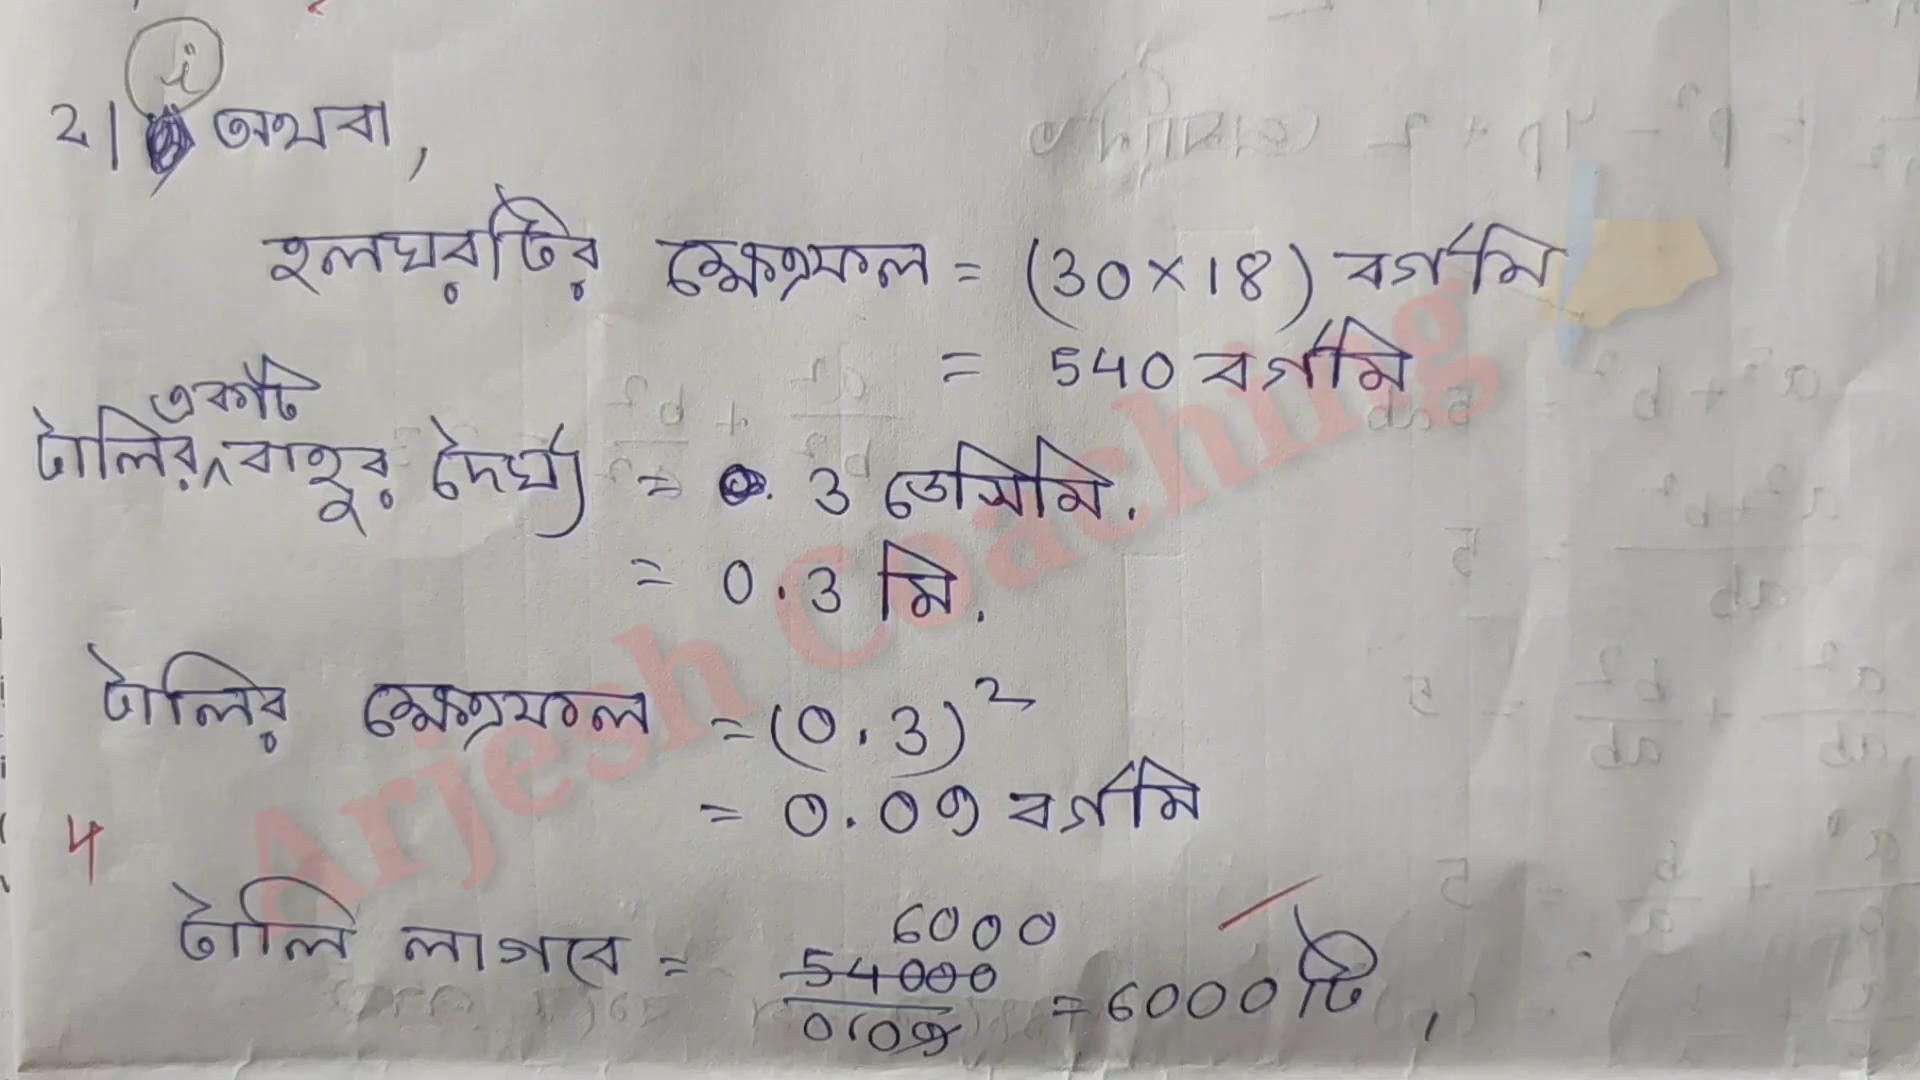 i
2| অথবা,
হলঘরটির ক্ষেত্রফল = (30×18) বর্গমি
= 540 বর্গমি
একটি
টালির বাহুর দৈর্ঘ্য = 3 ডেসিমি.
= 0.3 মি.
টালির ক্ষেত্রফল = (0.3)²
= 0.09 বর্গমি
4
6000
টালি লাগবে = 54000/0.09 = 6000 টি,
Arjesh Coaching